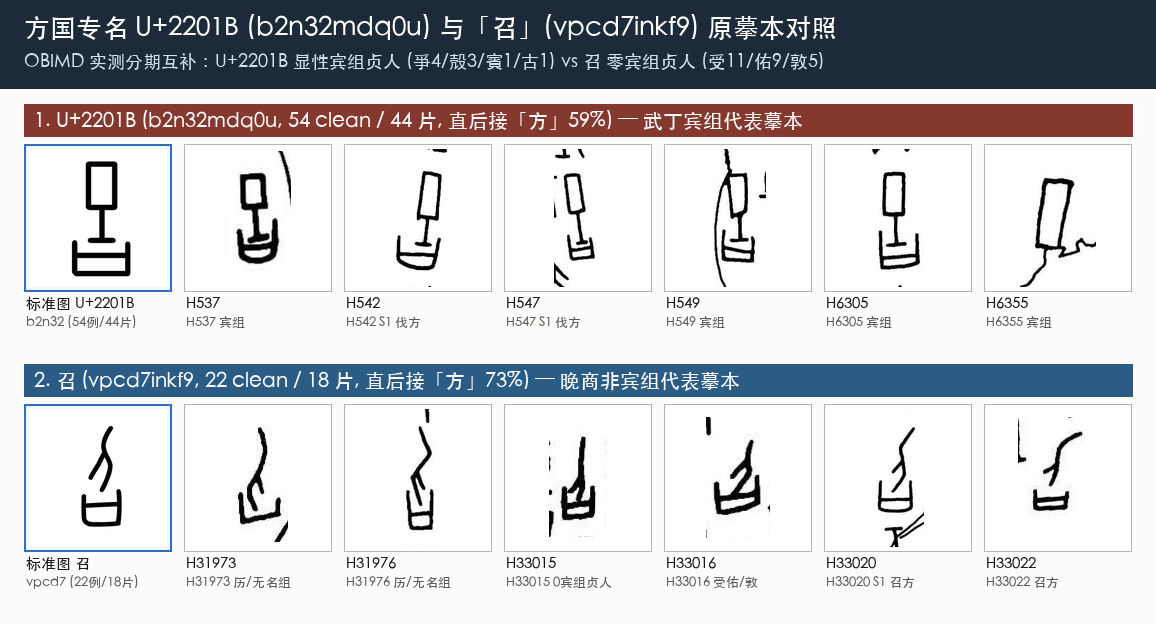 方国专名 U+2201B (b2n32mdq0u) 与「召」(vpcd7inkf9) 原摹本对照
OBIMD 实测分期互补：U+2201B 显性宾组贞人 (爭4/㱿3/賓1/古1) vs 召 零宾组贞人 (受11/佑9/敦5)
1. U+2201B (b2n32mdq0u, 54 clean / 44 片, 直后接「方」59%) — 武丁宾组代表摹本
标准图 U+2201B
b2n32 (54例/44片)
H537
H537 宾组
H542
H542 S1 伐方
H547
H547 S1 伐方
H549
H549 宾组
H6305
H6305 宾组
H6355
H6355 宾组
2. 召 (vpcd7inkf9, 22 clean / 18 片, 直后接「方」73%) — 晚商非宾组代表摹本
标准图 召
vpcd7 (22例/18片)
H31973
H31973 历/无名组
H31976
H31976 历/无名组
H33015
H33015 0宾组贞人
H33016
H33016 受佑/敦
H33020
H33020 S1 召方
H33022
H33022 召方